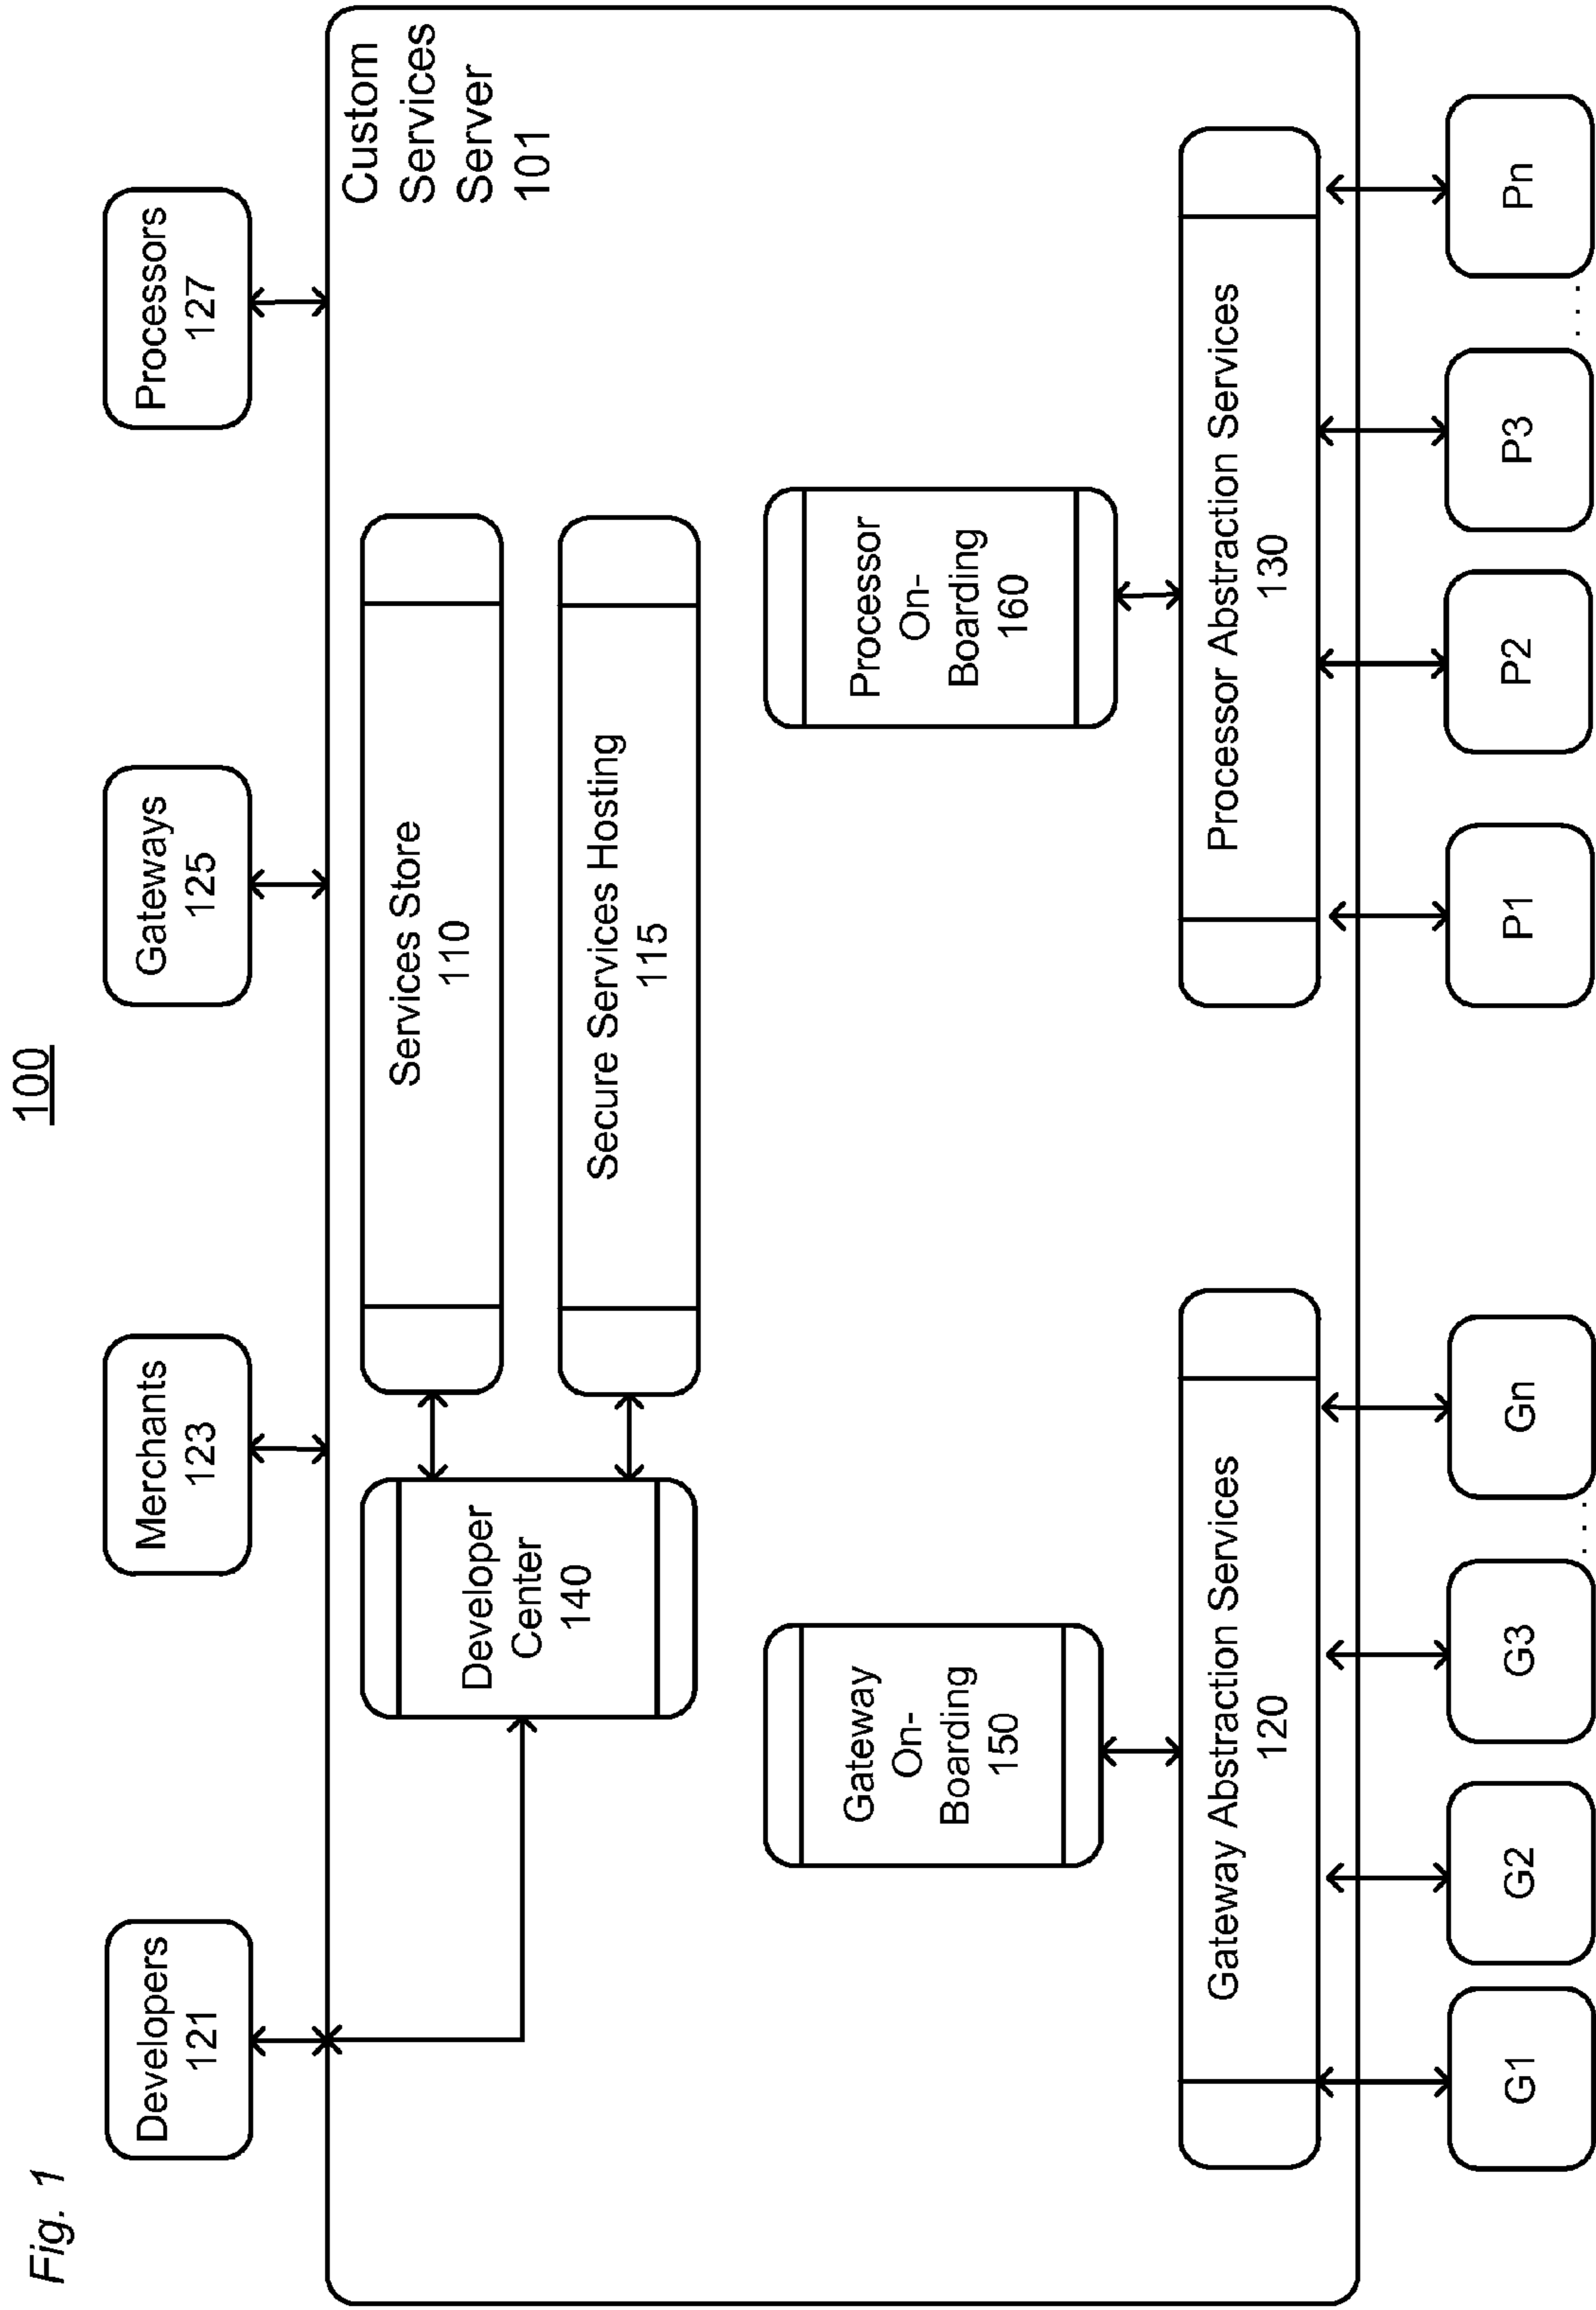 Fig. 1
100
Developers
121
Merchants
123
Gateways
125
Processors
127
Custom
Services
Server
101
Developer
Center
140
Services Store
110
Secure Services Hosting
115
Gateway
On-
Boarding
150
Processor
On-
Boarding
160
Gateway Abstraction Services
120
Processor Abstraction Services
130
G1
G2
G3
. . .
Gn
P1
P2
P3
. . .
Pn